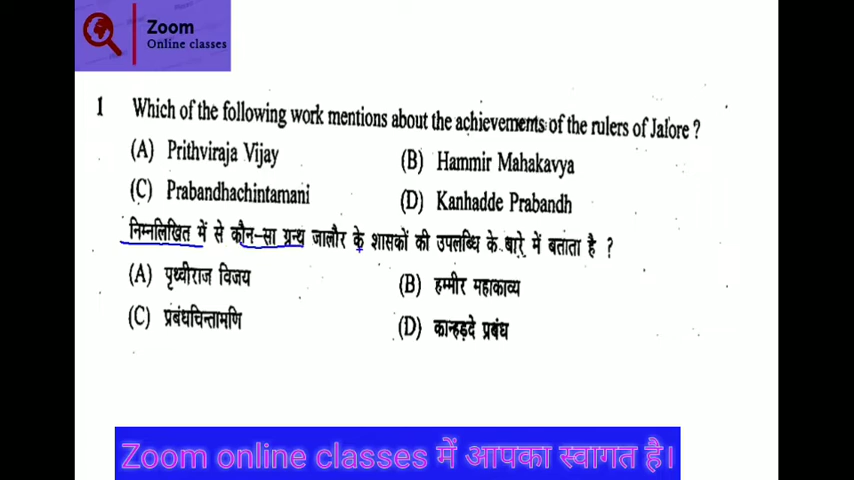 Zoom
Online classes
1 Which of the following work mentions about the achievements of the rulers of Jalore ?
(A) Prithviraja Vijay (B) Hammir Mahakavya
(C) Prabandhachintamani (D) Kanhadde Prabandh
निम्नलिखित में से कौन-सा ग्रन्थ जालौर के शासकों की उपलब्धि के बारे में बताता है ?
(A) पृथ्वीराज विजय (B) हम्मीर महाकाव्य
(C) प्रबंधचिन्तामणि (D) कान्हड़दे प्रबंध
Zoom online classes में आपका स्वागत है।